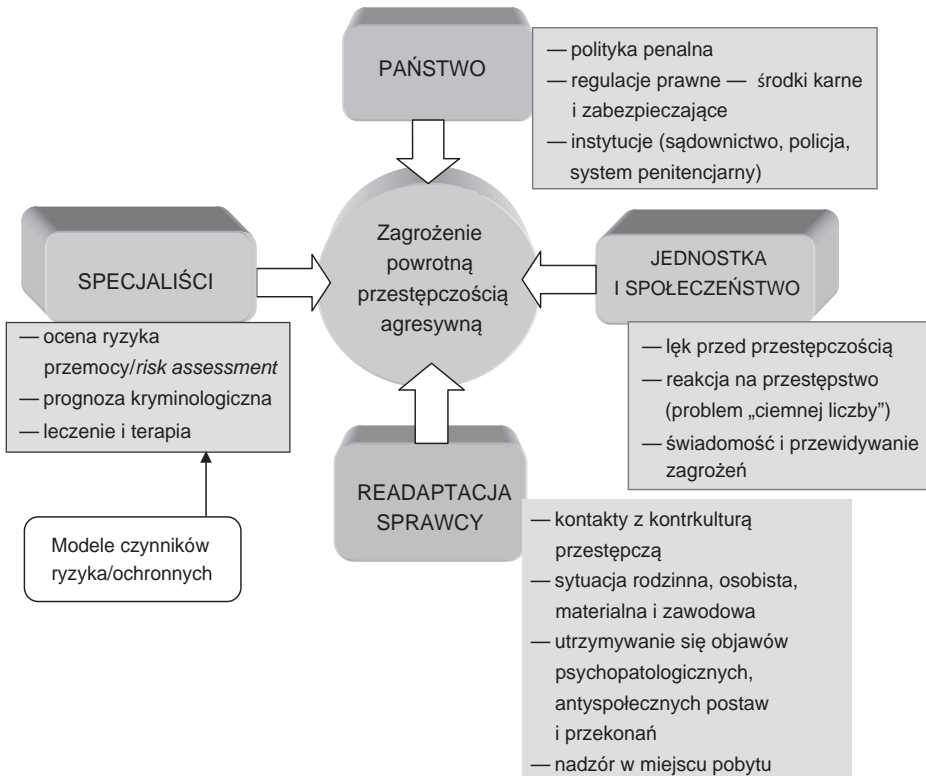 PAŃSTWO
— polityka penalna
— regulacje prawne — środki karne
i zabezpieczające
— instytucje (sądownictwo, policja,
system penitencjarny)
Zagrożenie
powrotną
przestępczością
agresywną
SPECJALIŚCI
— ocena ryzyka
przemocy/risk assessment
— prognoza kryminologiczna
— leczenie i terapia
Modele czynników
ryzyka/ochronnych
JEDNOSTKA
I SPOŁECZEŃSTWO
— lęk przed przestępczością
— reakcja na przestępstwo
(problem „ciemnej liczby”)
— świadomość i przewidywanie
zagrożeń
READAPTACJA
SPRAWCY
— kontakty z kontrkulturą
przestępczą
— sytuacja rodzinna, osobista,
materialna i zawodowa
— utrzymywanie się objawów
psychopatologicznych,
antyspołecznych postaw
i przekonań
— nadzór w miejscu pobytu